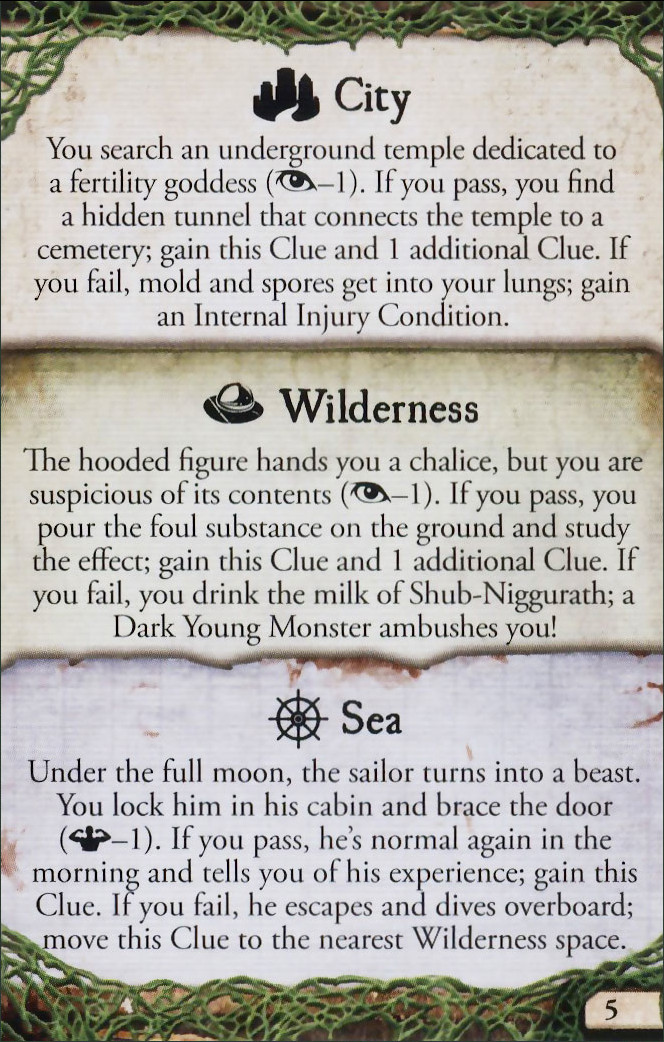 City
You search an underground temple dedicated to
a fertility goddess (–1). If you pass, you find
a hidden tunnel that connects the temple to a
cemetery; gain this Clue and 1 additional Clue. If
you fail, mold and spores get into your lungs; gain
an Internal Injury Condition.
Wilderness
The hooded figure hands you a chalice, but you are
suspicious of its contents (–1). If you pass, you
pour the foul substance on the ground and study
the effect; gain this Clue and 1 additional Clue. If
you fail, you drink the milk of Shub-Niggurath; a
Dark Young Monster ambushes you!
Sea
Under the full moon, the sailor turns into a beast.
You lock him in his cabin and brace the door
(–1). If you pass, he’s normal again in the
morning and tells you of his experience; gain this
Clue. If you fail, he escapes and dives overboard;
move this Clue to the nearest Wilderness space.
5